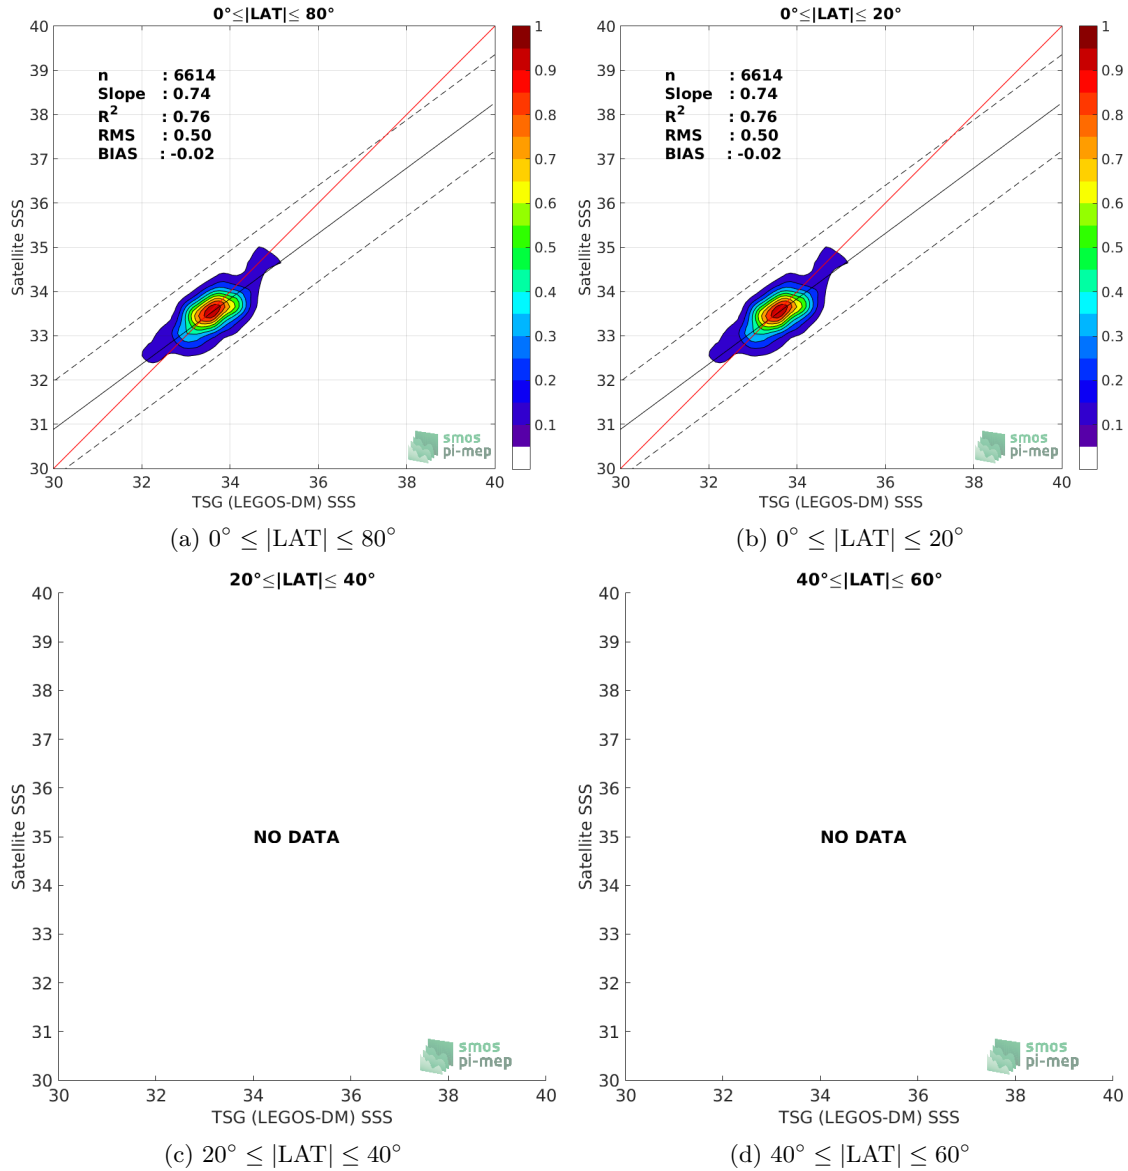 0°≤|LAT|≤ 80°
40
39
38
37
36
35
34
33
32
31
30
Satellite SSS
n : 6614
Slope : 0.74
R² : 0.76
RMS : 0.50
BIAS : -0.02
smos
pi-mep
30 32 34 36 38 40
TSG (LEGOS-DM) SSS
1
0.9
0.8
0.7
0.6
0.5
0.4
0.3
0.2
0.1
(a) 0° ≤ |LAT| ≤ 80°
0°≤|LAT|≤ 20°
40
39
38
37
36
35
34
33
32
31
30
Satellite SSS
n : 6614
Slope : 0.74
R² : 0.76
RMS : 0.50
BIAS : -0.02
smos
pi-mep
30 32 34 36 38 40
TSG (LEGOS-DM) SSS
1
0.9
0.8
0.7
0.6
0.5
0.4
0.3
0.2
0.1
(b) 0° ≤ |LAT| ≤ 20°
20°≤|LAT|≤ 40°
40
39
38
37
36
35
34
33
32
31
30
Satellite SSS
NO DATA
smos
pi-mep
30 32 34 36 38 40
TSG (LEGOS-DM) SSS
(c) 20° ≤ |LAT| ≤ 40°
40°≤|LAT|≤ 60°
40
39
38
37
36
35
34
33
32
31
30
Satellite SSS
NO DATA
smos
pi-mep
30 32 34 36 38 40
TSG (LEGOS-DM) SSS
(d) 40° ≤ |LAT| ≤ 60°